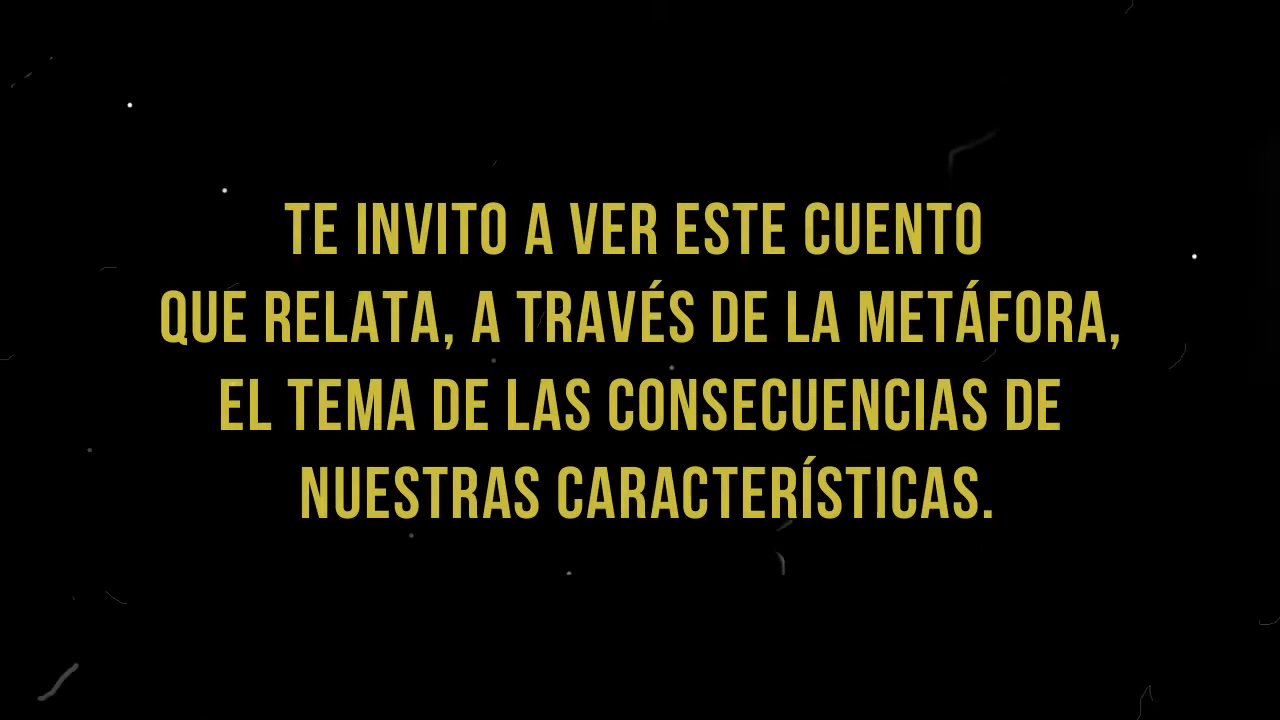 TE INVITO A VER ESTE CUENTO
QUE RELATA, A TRAVÉS DE LA METÁFORA,
EL TEMA DE LAS CONSECUENCIAS DE
NUESTRAS CARACTERÍSTICAS.